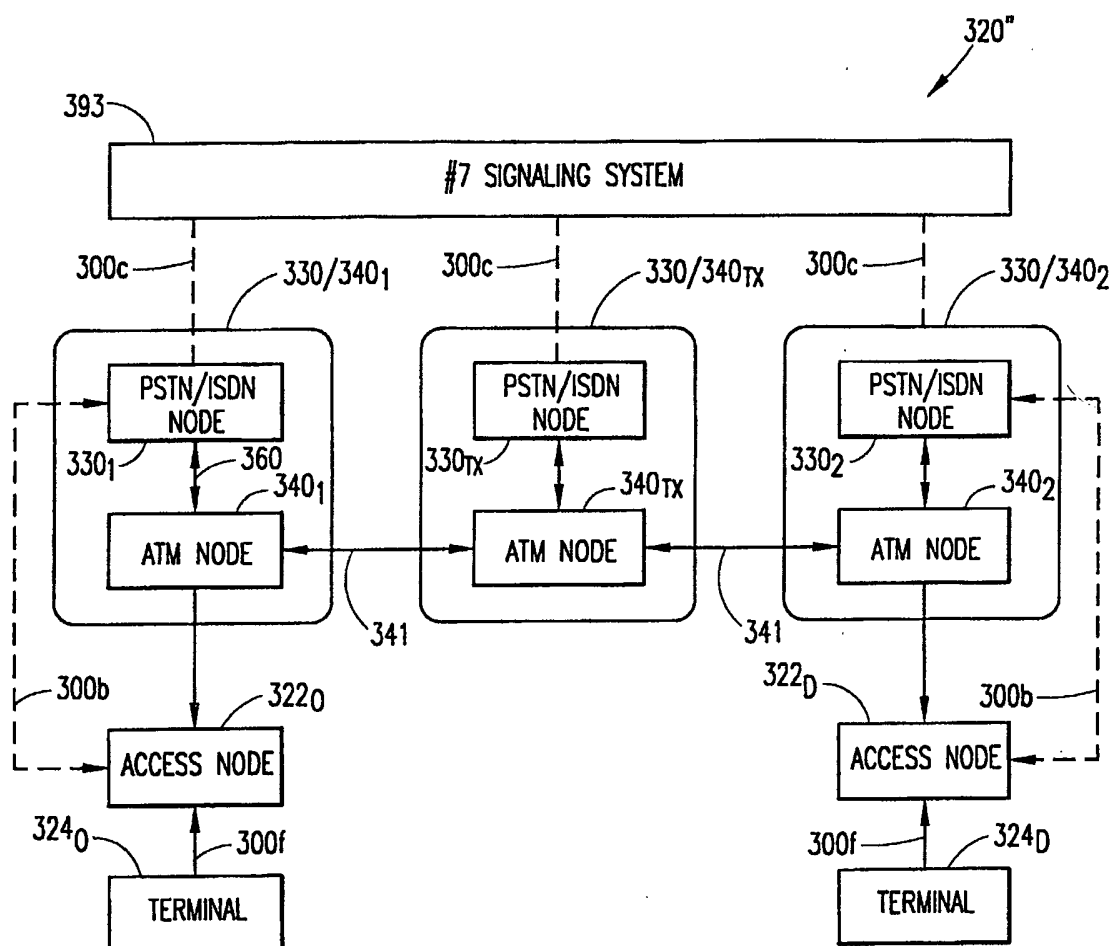 320"
393
#7 SIGNALING SYSTEM
300c
300c
300c
330/340₁
330/340TX
330/340₂
PSTN/ISDN
NODE
PSTN/ISDN
NODE
PSTN/ISDN
NODE
330₁
360
330TX
330₂
340₁
340TX
340₂
ATM NODE
ATM NODE
ATM NODE
341
341
300b
322O
322D
300b
ACCESS NODE
ACCESS NODE
324O
300f
300f
324D
TERMINAL
TERMINAL